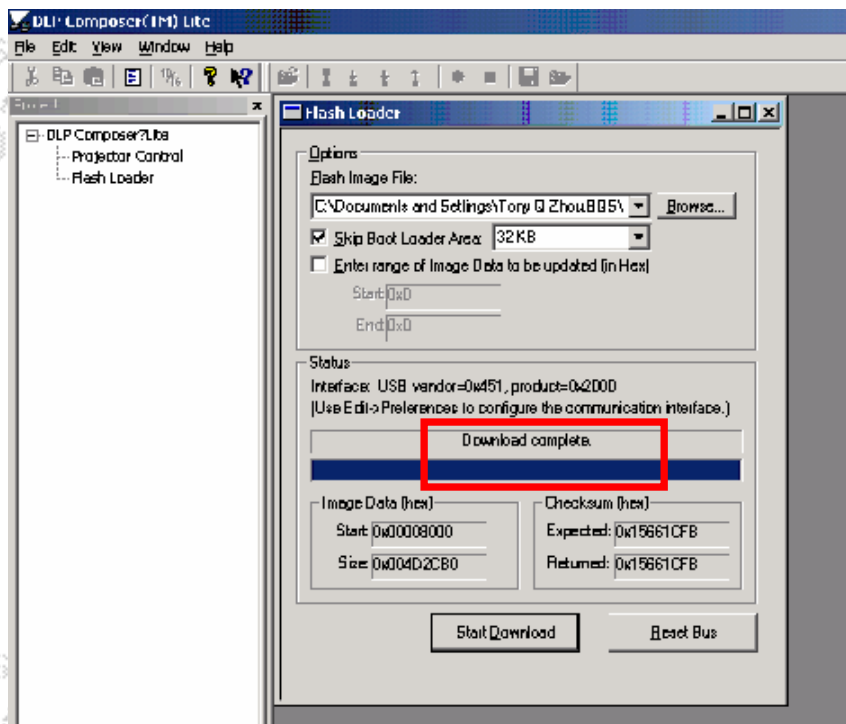 DLP Composer(TM) Lite
File Edit View Window Help
DLP Composer?Lite
Projector Control
Flash Loader
Flash Loader
Options
Flash Image File:
C:\Documents and Settings\Tony Q Zhou.BQS\ Browse...
Skip Boot Loader Area: 32 KB
Enter range of Image Data to be updated (in Hex)
Start: 0x0
End: 0x0
Status
Interface: USB vendor=0x451, product=0x2000
(Use Edit->Preferences to configure the communication interface.)
Download complete.
Image Data (hex)
Start: 0x00008000
Size: 0x004D2CB0
Checksum (hex)
Expected: 0x15661CFB
Returned: 0x15661CFB
Start Download
Reset Bus